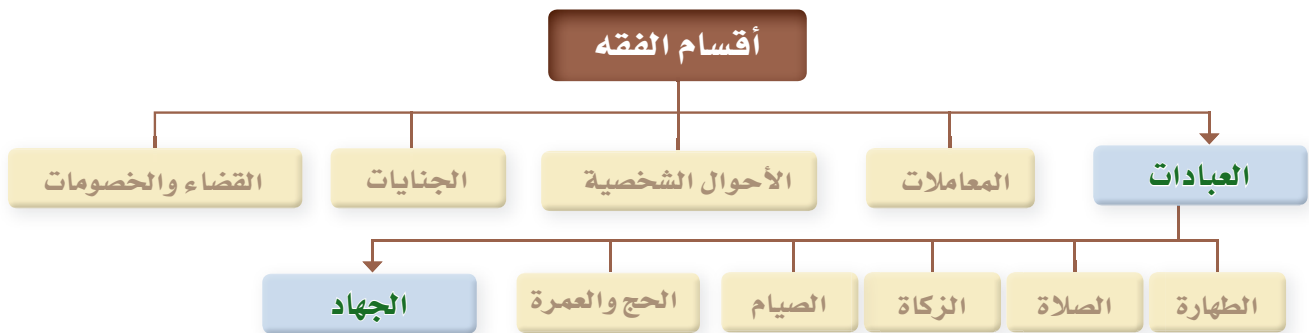 أقسام الفقه
العبادات
المعاملات
الأحوال الشخصية
الجنايات
القضاء والخصومات
الطهارة
الصلاة
الزكاة
الصيام
الحج والعمرة
الجهاد